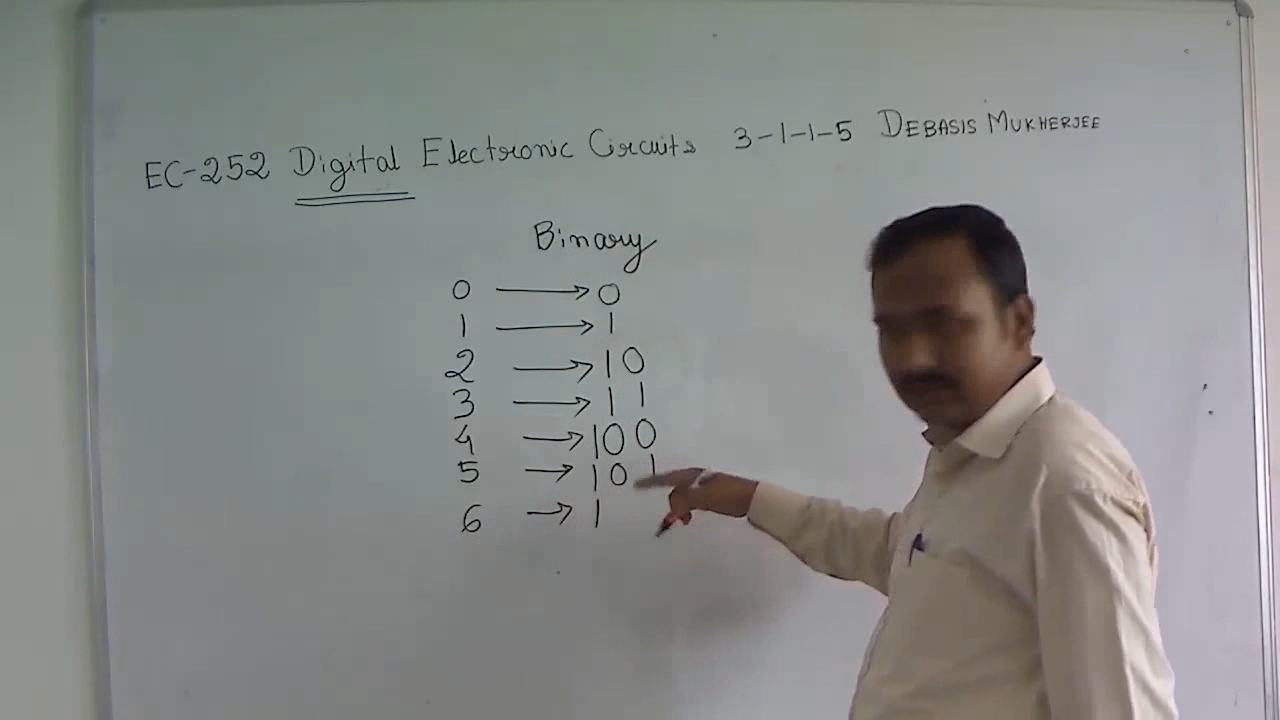 EC-252 Digital Electronic Circuits 3-1-1-5 DEBASIS MUKHERJEE
Binary
0 → 0
1 → 1
2 → 10
3 → 11
4 → 100
5 → 101
6 → 1